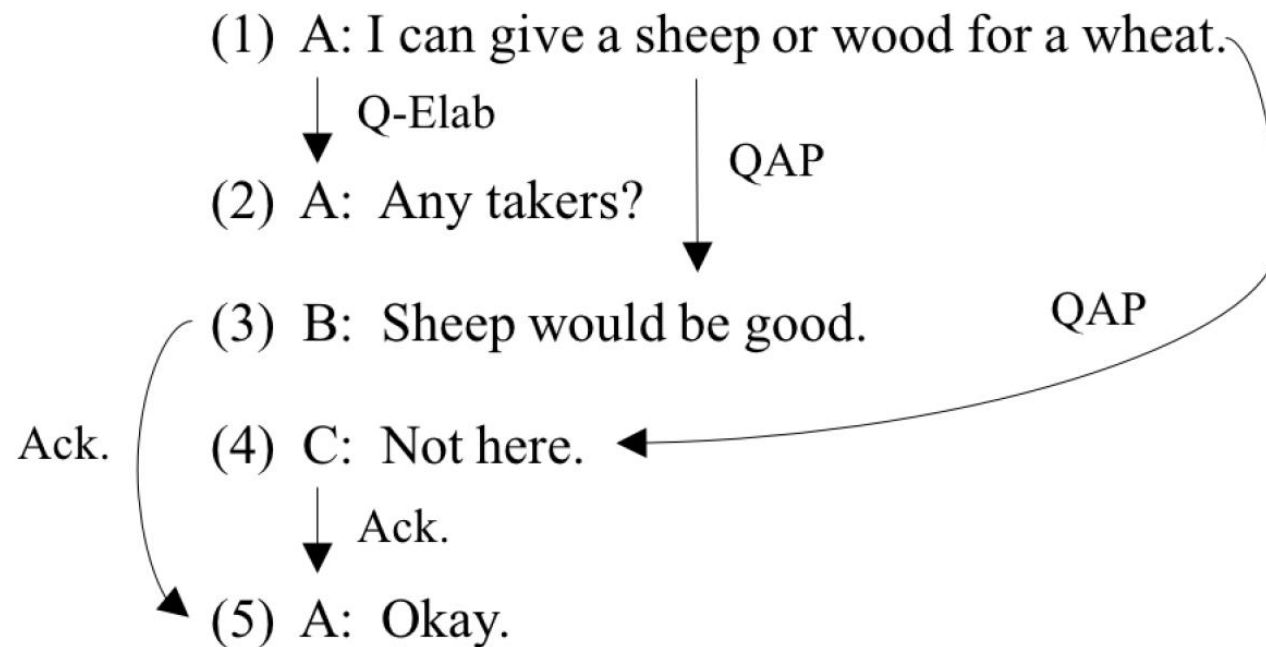 (1) A: I can give a sheep or wood for a wheat.
Q-Elab
QAP
(2) A: Any takers?
(3) B: Sheep would be good.
QAP
Ack.
(4) C: Not here.
Ack.
(5) A: Okay.